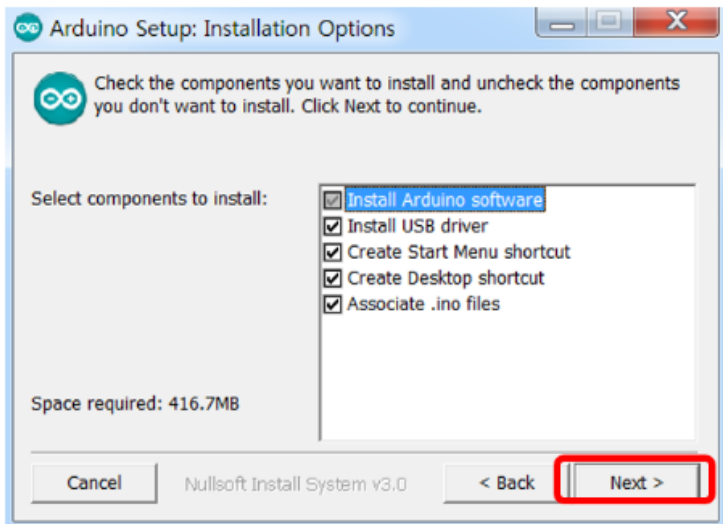 Arduino Setup: Installation Options
Check the components you want to install and uncheck the components
you don't want to install. Click Next to continue.
Select components to install:
Install Arduino software
Install USB driver
Create Start Menu shortcut
Create Desktop shortcut
Associate .ino files
Space required: 416.7MB
Cancel
Nullsoft Install System v3.0
< Back
Next >